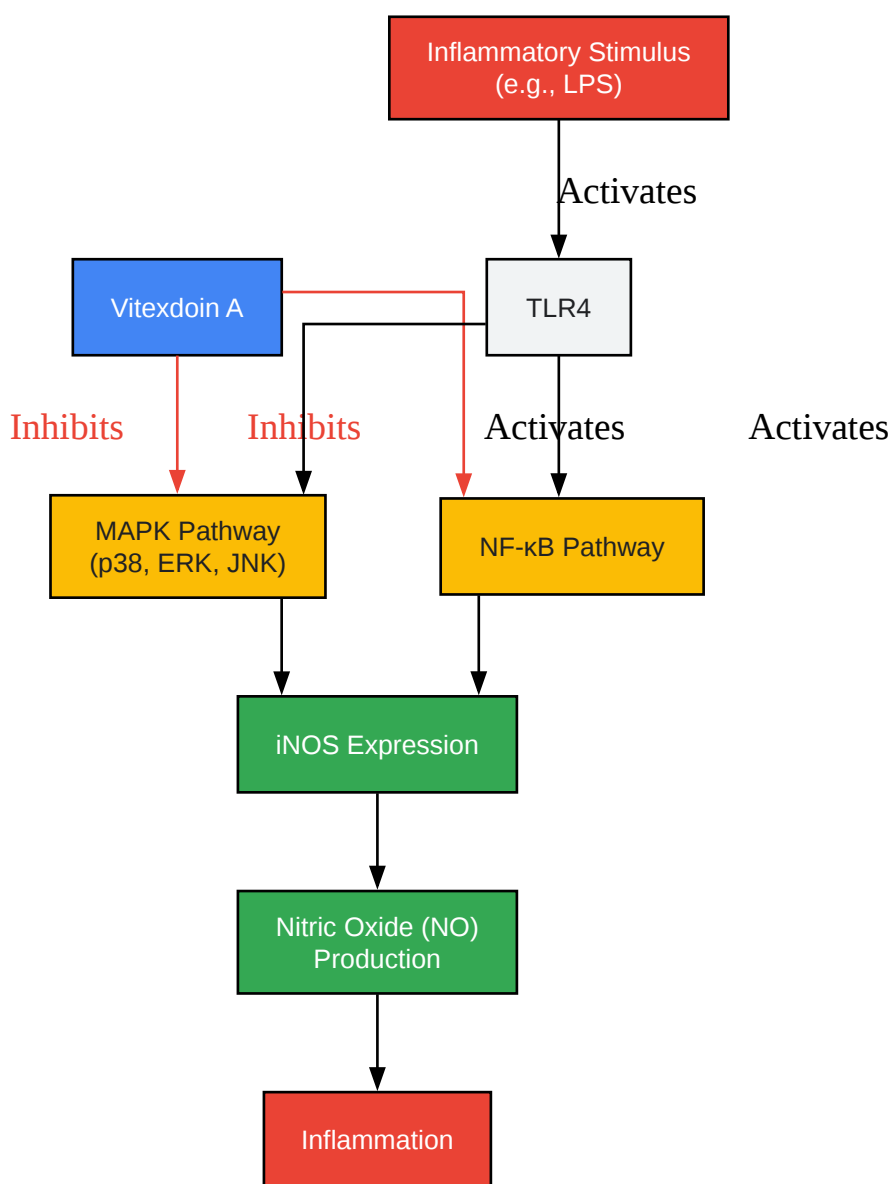 Inflammatory Stimulus
(e.g., LPS)
Activates
Vitexdoin A
TLR4
Inhibits
Inhibits
Activates
Activates
MAPK Pathway
(p38, ERK, JNK)
NF-κB Pathway
iNOS Expression
Nitric Oxide (NO)
Production
Inflammation